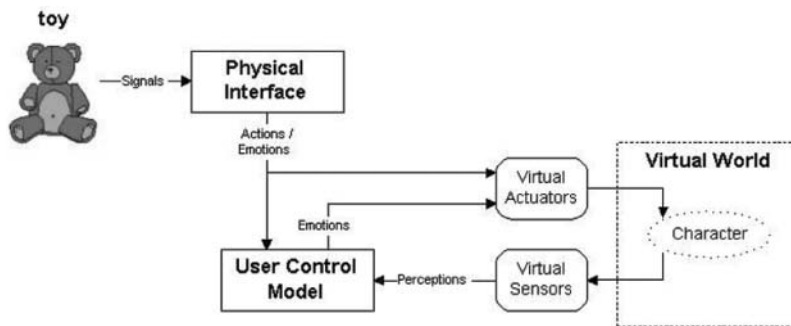 toy
Signals
Physical
Interface
Actions /
Emotions
Virtual World
Virtual
Actuators
Emotions
Character
User Control
Model
Perceptions
Virtual
Sensors